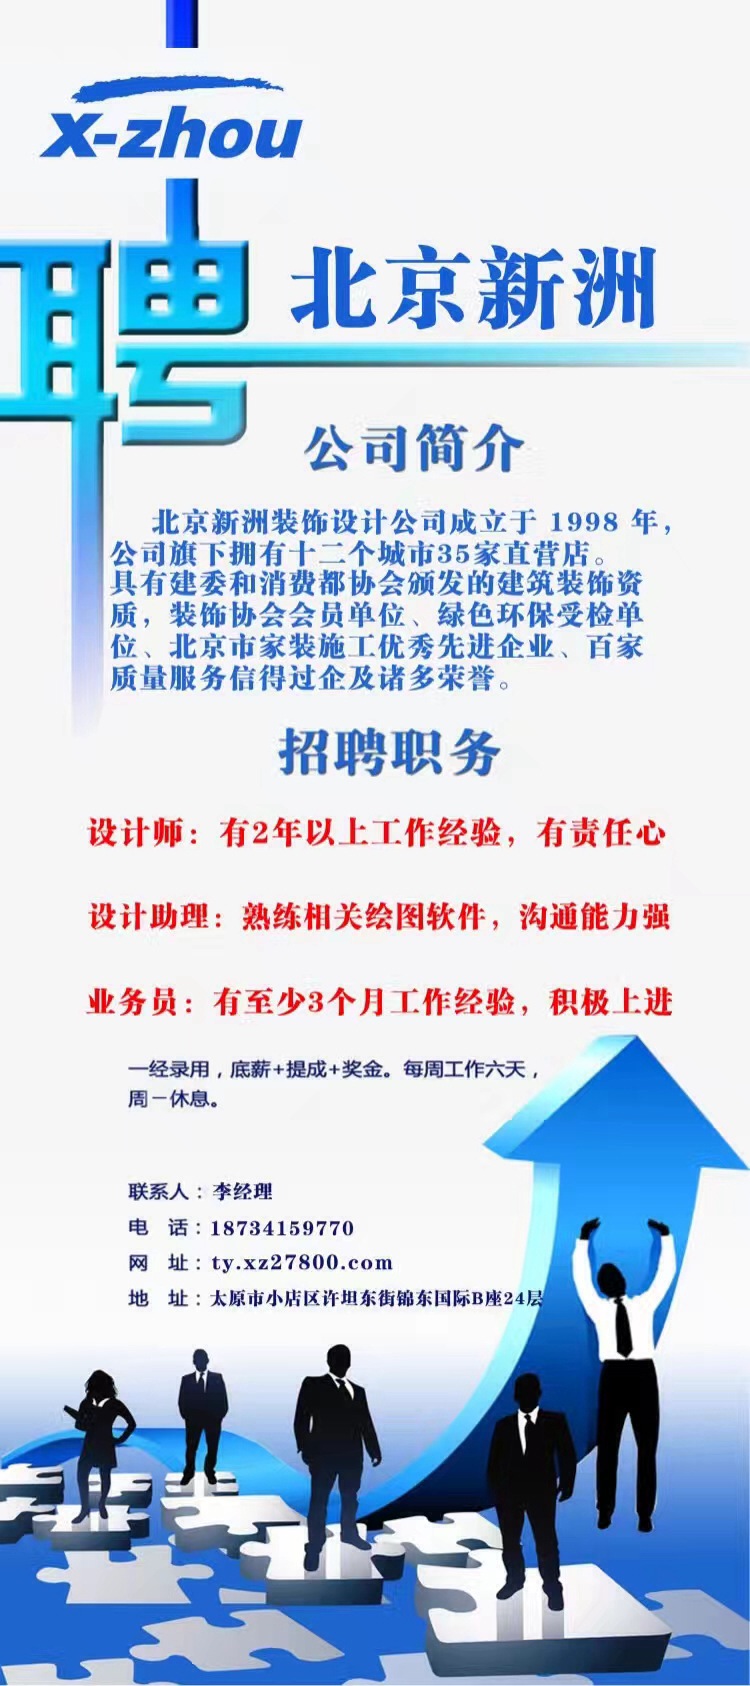 x-zhou
聘
北京新洲
公司简介
北京新洲装饰设计公司成立于 1998 年，
公司旗下拥有十二个城市35家直营店。
具有建委和消费都协会颁发的建筑装饰资
质，装饰协会会员单位、绿色环保受检单
位、北京市家装施工优秀先进企业、百家
质量服务信得过企及诸多荣誉。
招聘职务
设计师：有2年以上工作经验，有责任心
设计助理：熟练相关绘图软件，沟通能力强
业务员：有至少3个月工作经验，积极上进
一经录用，底薪+提成+奖金。每周工作六天，
周一休息。
联系人：李经理
电 话：18734159770
网 址：ty.xz27800.com
地 址：太原市小店区许坦东街锦东国际B座24层